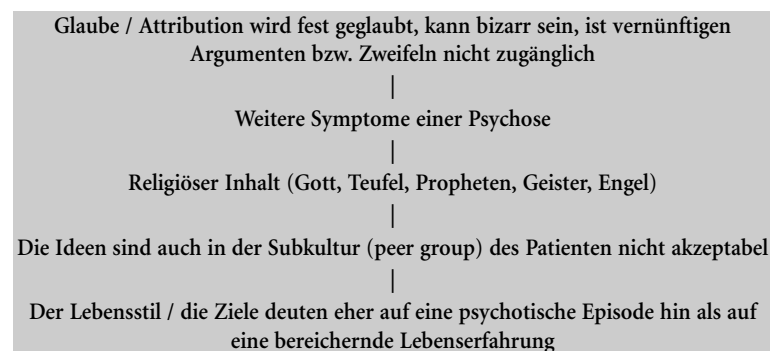 Glaube / Attribution wird fest geglaubt, kann bizarr sein, ist vernünftigen
Argumenten bzw. Zweifeln nicht zugänglich
|
Weitere Symptome einer Psychose
|
Religiöser Inhalt (Gott, Teufel, Propheten, Geister, Engel)
|
Die Ideen sind auch in der Subkultur (peer group) des Patienten nicht akzeptabel
|
Der Lebensstil / die Ziele deuten eher auf eine psychotische Episode hin als auf
eine bereichernde Lebenserfahrung